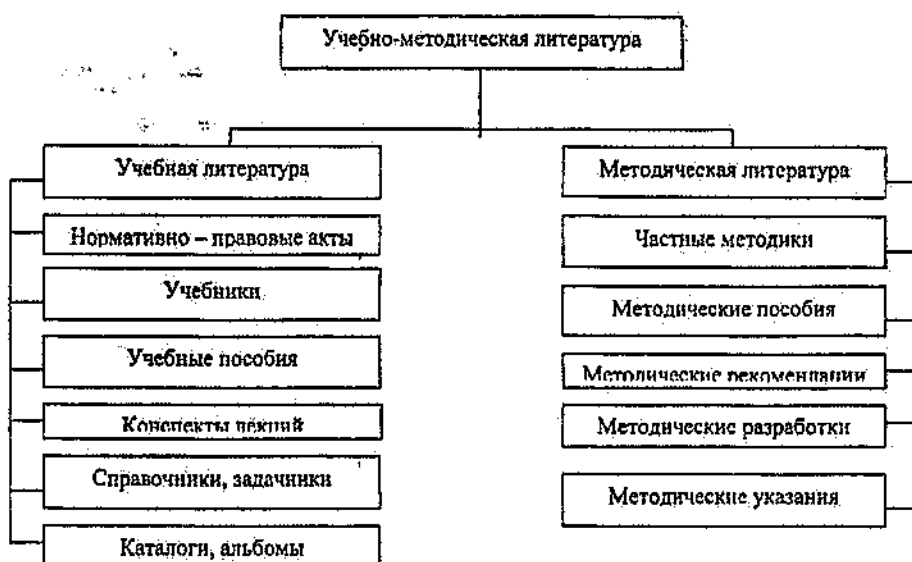 Учебно-методическая литература
Учебная литература
Нормативно – правовые акты
Учебники
Учебные пособия
Конспекты лекций
Справочники, задачники
Каталоги, альбомы
Методическая литература
Частные методики
Методические пособия
Методические рекомендации
Методические разработки
Методические указания